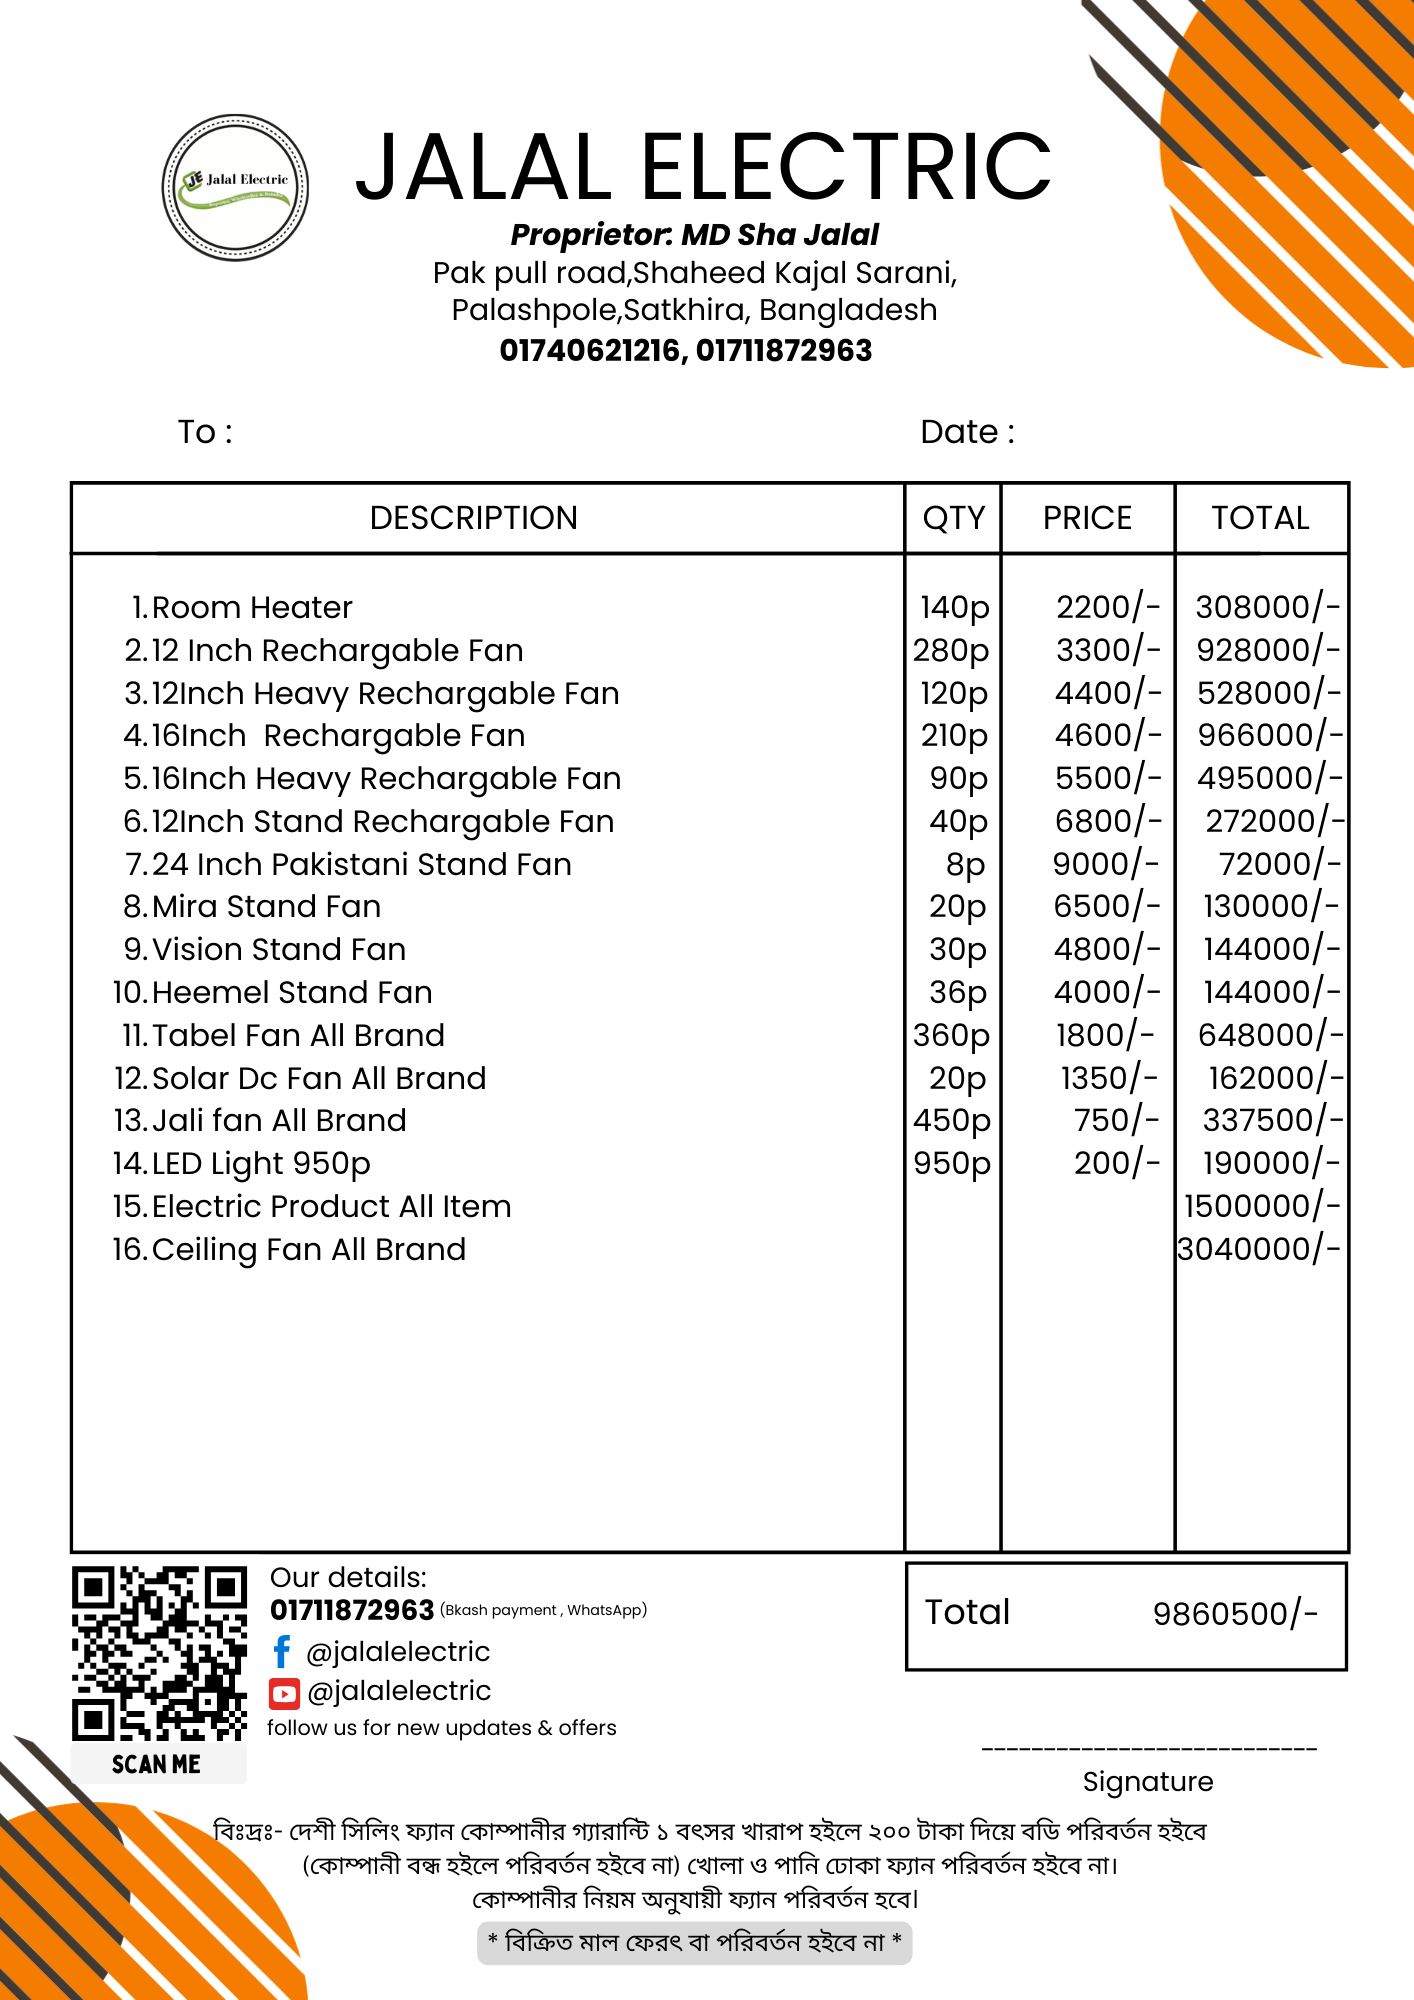 JE Jalal Electric
JALAL ELECTRIC
Proprietor: MD Sha Jalal
Pak pull road,Shaheed Kajal Sarani,
Palashpole,Satkhira, Bangladesh
01740621216, 01711872963
To : Date :
DESCRIPTION QTY PRICE TOTAL
1. Room Heater 140p 2200/- 308000/-
2. 12 Inch Rechargable Fan 280p 3300/- 928000/-
3. 12Inch Heavy Rechargable Fan 120p 4400/- 528000/-
4. 16Inch  Rechargable Fan 210p 4600/- 966000/-
5. 16Inch Heavy Rechargable Fan 90p 5500/- 495000/-
6. 12Inch Stand Rechargable Fan 40p 6800/- 272000/-
7. 24 Inch Pakistani Stand Fan 8p 9000/- 72000/-
8. Mira Stand Fan 20p 6500/- 130000/-
9. Vision Stand Fan 30p 4800/- 144000/-
10. Heemel Stand Fan 36p 4000/- 144000/-
11. Tabel Fan All Brand 360p 1800/- 648000/-
12. Solar Dc Fan All Brand 20p 1350/- 162000/-
13. Jali fan All Brand 450p 750/- 337500/-
14. LED Light 950p 950p 200/- 190000/-
15. Electric Product All Item 1500000/-
16. Ceiling Fan All Brand 3040000/-
Total 9860500/-
Our details:
01711872963 (Bkash payment , WhatsApp)
@jalalelectric
@jalalelectric
follow us for new updates & offers
SCAN ME
Signature
বিঃদ্রঃ- দেশী সিলিং ফ্যান কোম্পানীর গ্যারান্টি ১ বৎসর খারাপ হইলে ২০০ টাকা দিয়ে বডি পরিবর্তন হইবে
(কোম্পানী বন্ধ হইলে পরিবর্তন হইবে না) খোলা ও পানি ঢোকা ফ্যান পরিবর্তন হইবে না।
কোম্পানীর নিয়ম অনুযায়ী ফ্যান পরিবর্তন হবে।
* বিক্রিত মাল ফেরৎ বা পরিবর্তন হইবে না *